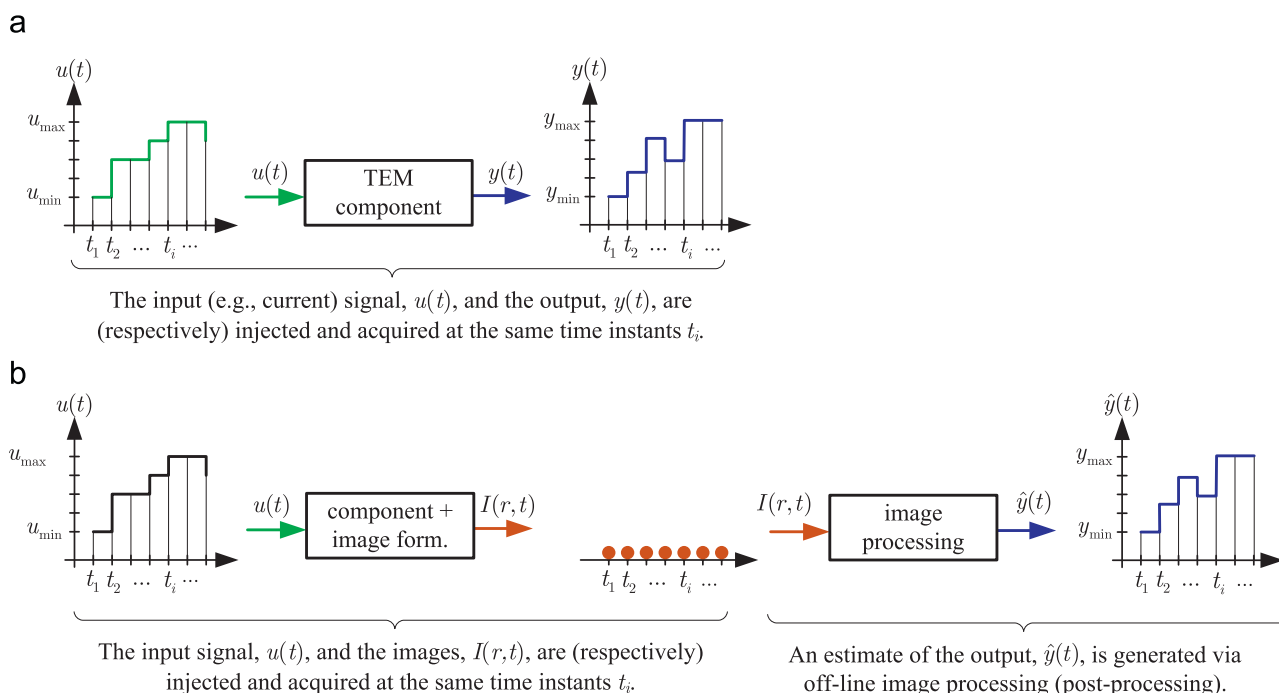 a
u(t)
u_max
u_min
t_1 t_2 ... t_i ...
u(t)
TEM
component
y(t)
y(t)
y_max
y_min
t_1 t_2 ... t_i ...
The input (e.g., current) signal, u(t), and the output, y(t), are
(respectively) injected and acquired at the same time instants t_i.
b
u(t)
u_max
u_min
t_1 t_2 ... t_i ...
u(t)
component +
image form.
I(r,t)
t_1 t_2 ... t_i ...
I(r,t)
image
processing
ŷ(t)
ŷ(t)
y_max
y_min
t_1 t_2 ... t_i ...
The input signal, u(t), and the images, I(r,t), are (respectively)
injected and acquired at the same time instants t_i.
An estimate of the output, ŷ(t), is generated via
off-line image processing (post-processing).